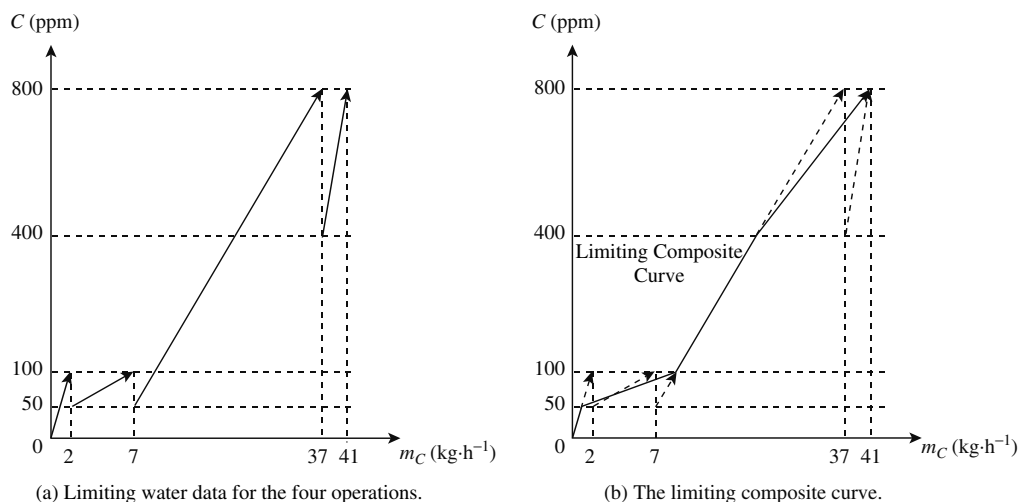 C (ppm)
800
400
100
50
0
2
7
37
41
m_C (kg·h⁻¹)
(a) Limiting water data for the four operations.
C (ppm)
800
400
Limiting Composite
Curve
100
50
0
2
7
37
41
m_C (kg·h⁻¹)
(b) The limiting composite curve.